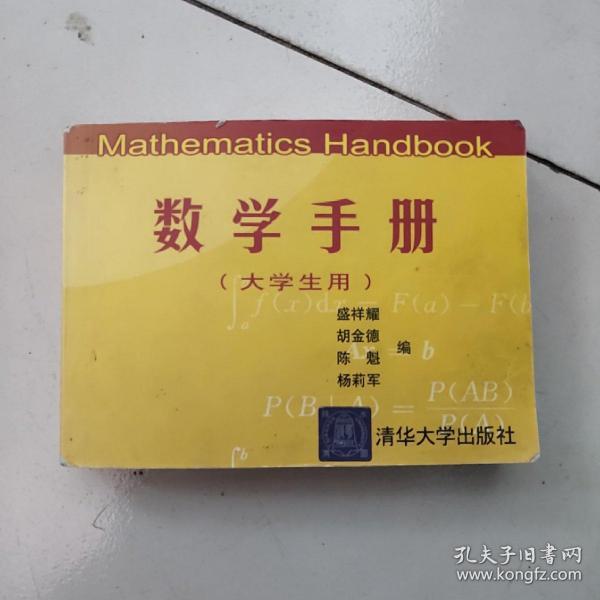 Mathematics Handbook
数学手册
(大学生用)
∫ₐ f(x)dx = F(a) - F(b
盛祥耀
胡金德
陈 魁
杨莉军
编
Ax = b
P(B|A) = P(AB)/P(A)
∫ᵇ
清华大学出版社
孔夫子旧书网
www.kongfz.com